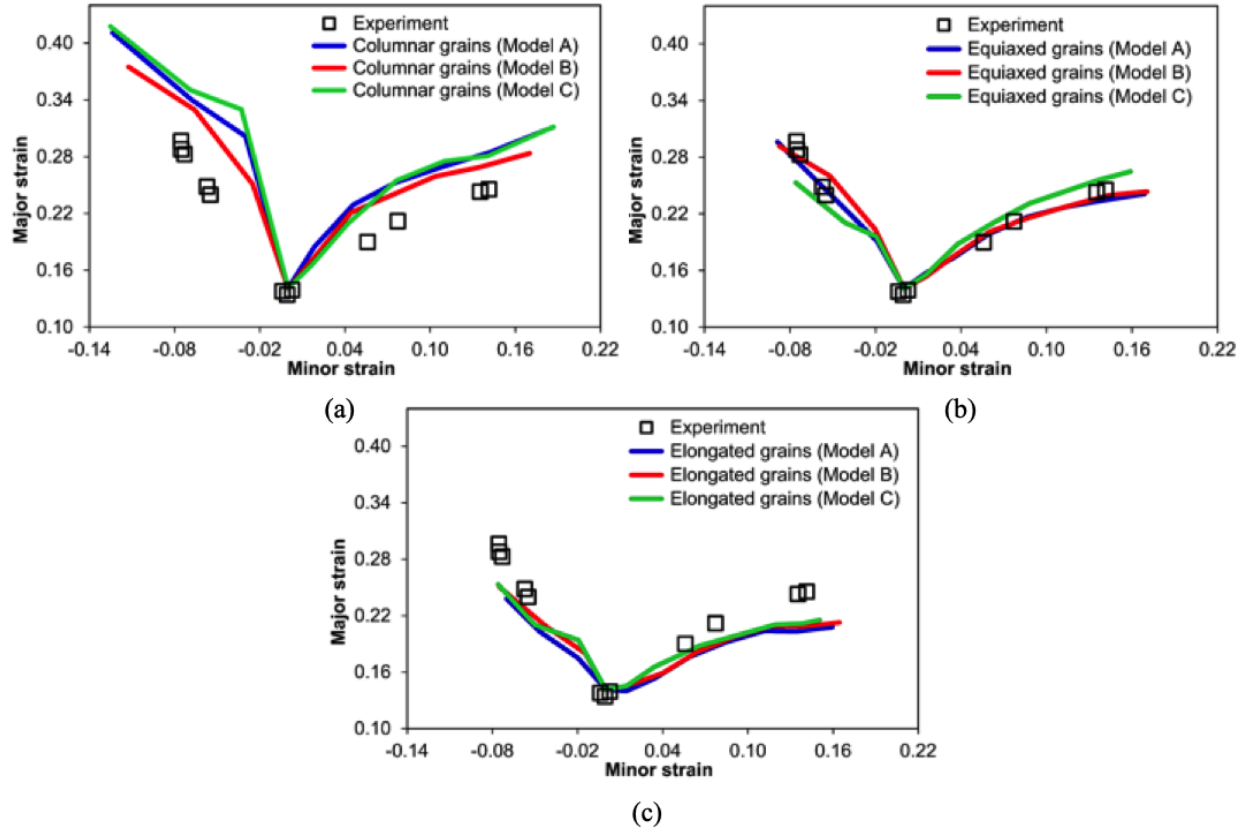 Experiment
Columnar grains (Model A)
Columnar grains (Model B)
Columnar grains (Model C)
Major strain
0.40
0.34
0.28
0.22
0.16
0.10
-0.14 -0.08 -0.02 0.04 0.10 0.16 0.22
Minor strain
(a)
Experiment
Equiaxed grains (Model A)
Equiaxed grains (Model B)
Equiaxed grains (Model C)
Major strain
0.40
0.34
0.28
0.22
0.16
0.10
-0.14 -0.08 -0.02 0.04 0.10 0.16 0.22
Minor strain
(b)
Experiment
Elongated grains (Model A)
Elongated grains (Model B)
Elongated grains (Model C)
Major strain
0.40
0.34
0.28
0.22
0.16
0.10
-0.14 -0.08 -0.02 0.04 0.10 0.16 0.22
Minor strain
(c)